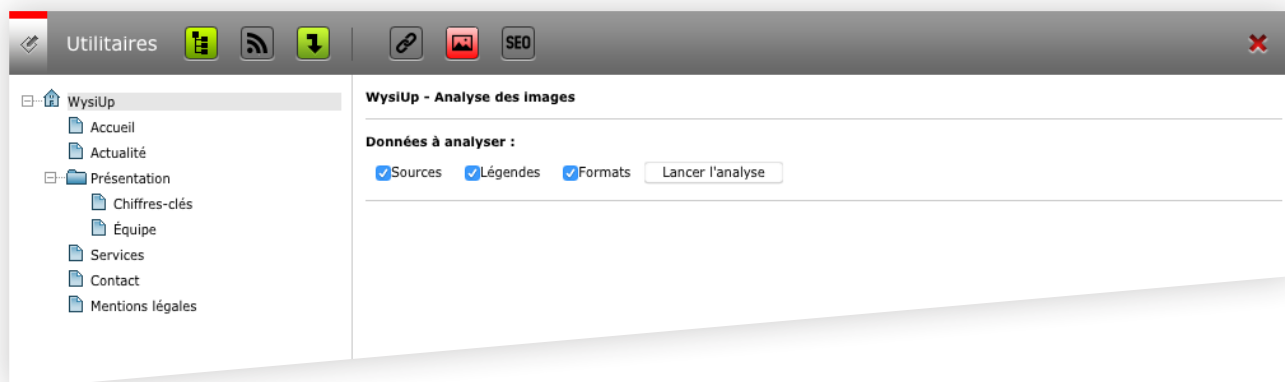 Utilitaires
SEO
WysiUp
Accueil
Actualité
Présentation
Chiffres-clés
Équipe
Services
Contact
Mentions légales
WysiUp - Analyse des images
Données à analyser :
Sources Légendes Formats Lancer l'analyse